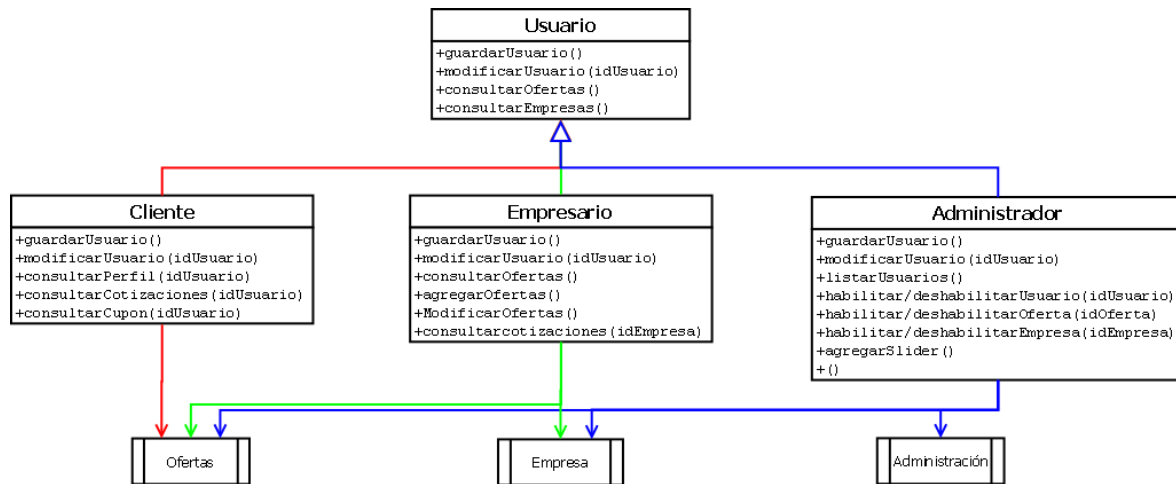 Usuario
+guardarUsuario()
+modificarUsuario(idUsuario)
+consultarOfertas()
+consultarEmpresas()
Cliente
+guardarUsuario()
+modificarUsuario(idUsuario)
+consultarPerfil(idUsuario)
+consultarCotizaciones(idUsuario)
+consultarCupon(idUsuario)
Empresario
+guardarUsuario()
+modificarUsuario(idUsuario)
+consultarOfertas()
+agregarOfertas()
+ModificarOfertas()
+consultarcotizaciones(idEmpresa)
Administrador
+guardarUsuario()
+modificarUsuario(idUsuario)
+listarUsuarios()
+habilitar/deshabilitarUsuario(idUsuario)
+habilitar/deshabilitarOferta(idOferta)
+habilitar/deshabilitarEmpresa(idEmpresa)
+agregarSlider()
+()
Ofertas
Empresa
Administración